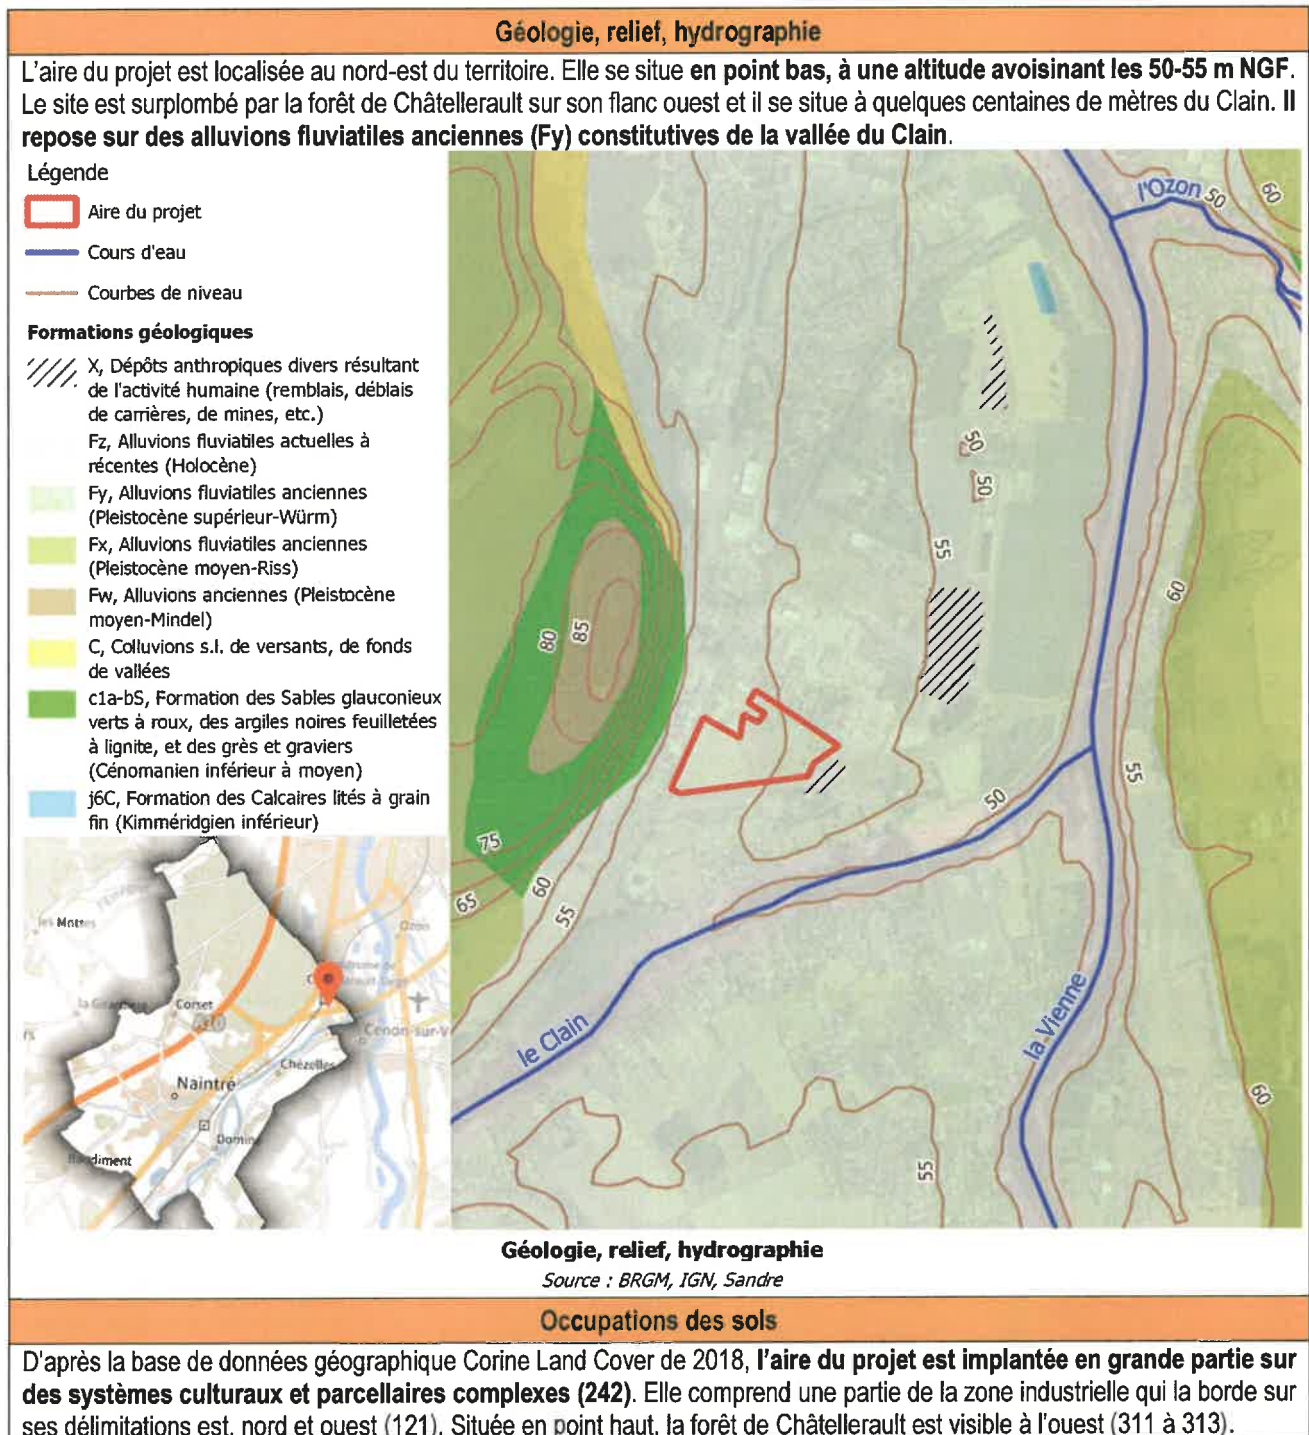 Géologie, relief, hydrographie
L'aire du projet est localisée au nord-est du territoire. Elle se situe en point bas, à une altitude avoisinant les 50-55 m NGF.
Le site est surplombé par la forêt de Châtellerault sur son flanc ouest et il se situe à quelques centaines de mètres du Clain. Il
repose sur des alluvions fluviatiles anciennes (Fy) constitutives de la vallée du Clain.
Légende
Aire du projet
Cours d'eau
Courbes de niveau
Formations géologiques
X, Dépôts anthropiques divers résultant
de l'activité humaine (remblais, déblais
de carrières, de mines, etc.)
Fz, Alluvions fluviatiles actuelles à
récentes (Holocène)
Fy, Alluvions fluviatiles anciennes
(Pleistocène supérieur-Würm)
Fx, Alluvions fluviatiles anciennes
(Pleistocène moyen-Riss)
Fw, Alluvions anciennes (Pleistocène
moyen-Mindel)
C, Colluvions s.l. de versants, de fonds
de vallées
c1a-bS, Formation des Sables glauconieux
verts à roux, des argiles noires feuilletées
à lignite, et des grès et graviers
(Cénomanien inférieur à moyen)
j6C, Formation des Calcaires lités à grain
fin (Kimméridgien inférieur)
l'Ozon
50
60
50
50
55
60
80
85
55
50
75
60
65
55
le Clain
la Vienne
60
55
les Mottes
Ozon
Corset
A10
Cenon-sur-V
Chézelles
Naintré
Domine
Géologie, relief, hydrographie
Source : BRGM, IGN, Sandre
Occupations des sols
D'après la base de données géographique Corine Land Cover de 2018, l'aire du projet est implantée en grande partie sur
des systèmes culturaux et parcellaires complexes (242). Elle comprend une partie de la zone industrielle qui la borde sur
ses délimitations est, nord et ouest (121). Située en point haut, la forêt de Châtellerault est visible à l'ouest (311 à 313).